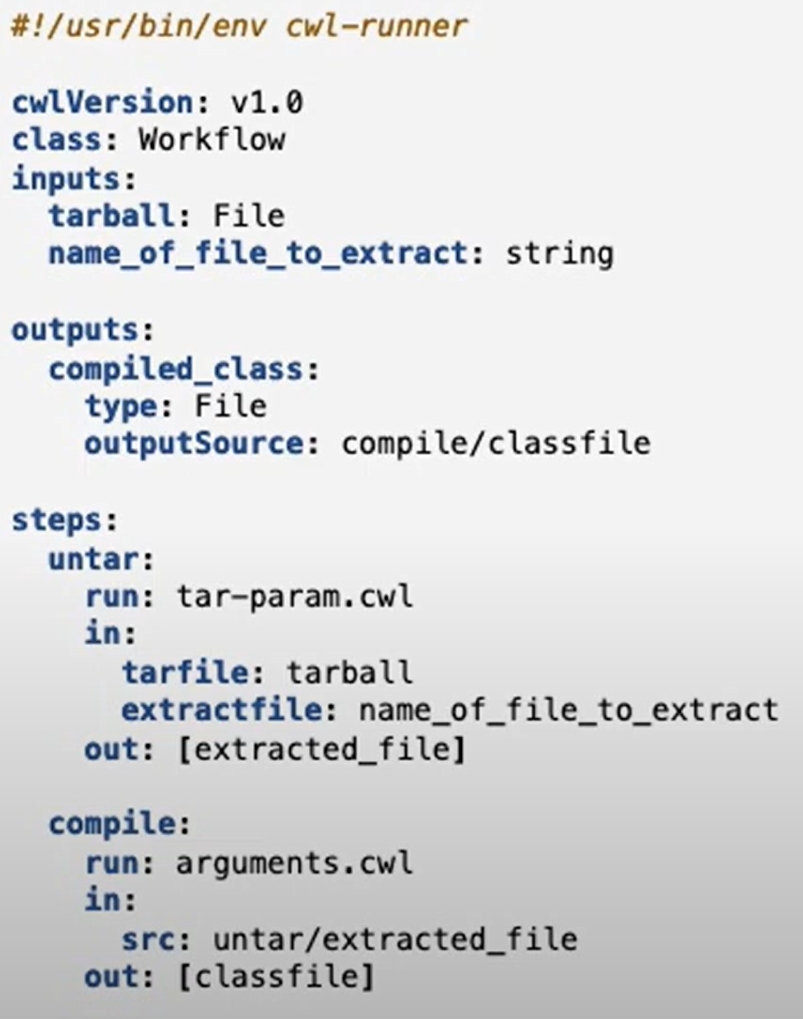 #!/usr/bin/env cwl-runner
cwlVersion: v1.0
class: Workflow
inputs:
  tarball: File
  name_of_file_to_extract: string
outputs:
  compiled_class:
    type: File
    outputSource: compile/classfile
steps:
  untar:
    run: tar-param.cwl
    in:
      tarfile: tarball
      extractfile: name_of_file_to_extract
    out: [extracted_file]
  compile:
    run: arguments.cwl
    in:
      src: untar/extracted_file
    out: [classfile]